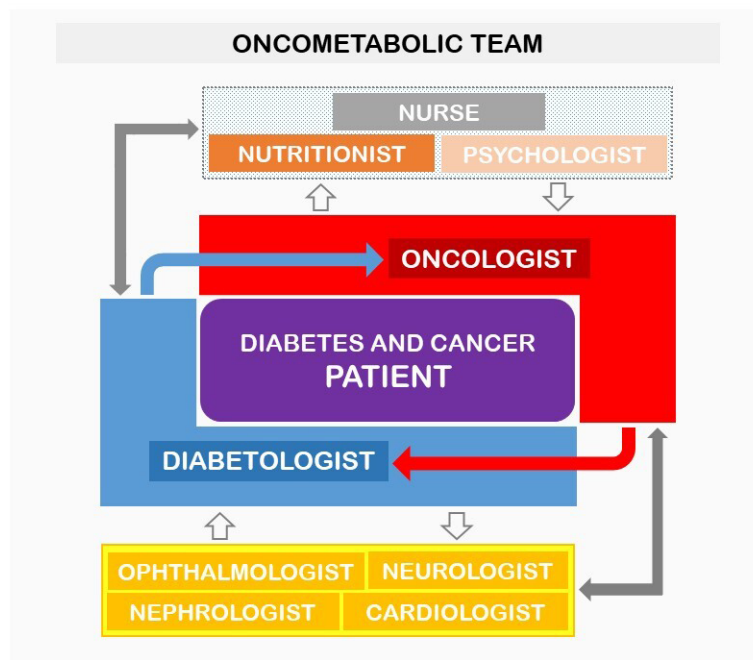 ONCOMETABOLIC TEAM
NURSE
NUTRITIONIST PSYCHOLOGIST
ONCOLOGIST
DIABETES AND CANCER
PATIENT
DIABETOLOGIST
OPHTHALMOLOGIST NEUROLOGIST
NEPHROLOGIST CARDIOLOGIST